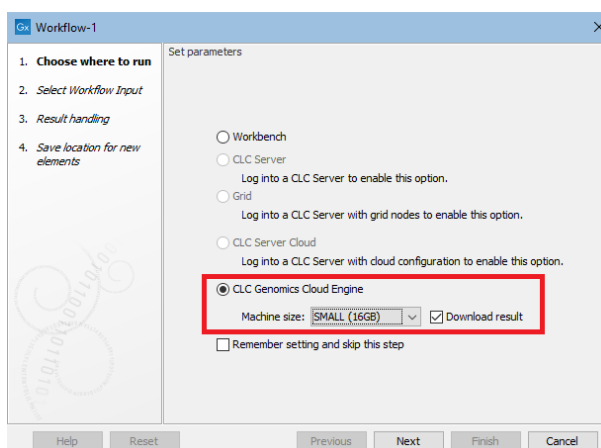 Gx Workflow-1
Set parameters
1. Choose where to run
2. Select Workflow Input
3. Result handling
4. Save location for new
elements
Workbench
CLC Server
Log into a CLC Server to enable this option.
Grid
Log into a CLC Server with grid nodes to enable this option.
CLC Server Cloud
Log into a CLC Server with cloud configuration to enable this option.
CLC Genomics Cloud Engine
Machine size: SMALL (16GB) Download result
Remember setting and skip this step
Help Reset Previous Next Finish Cancel